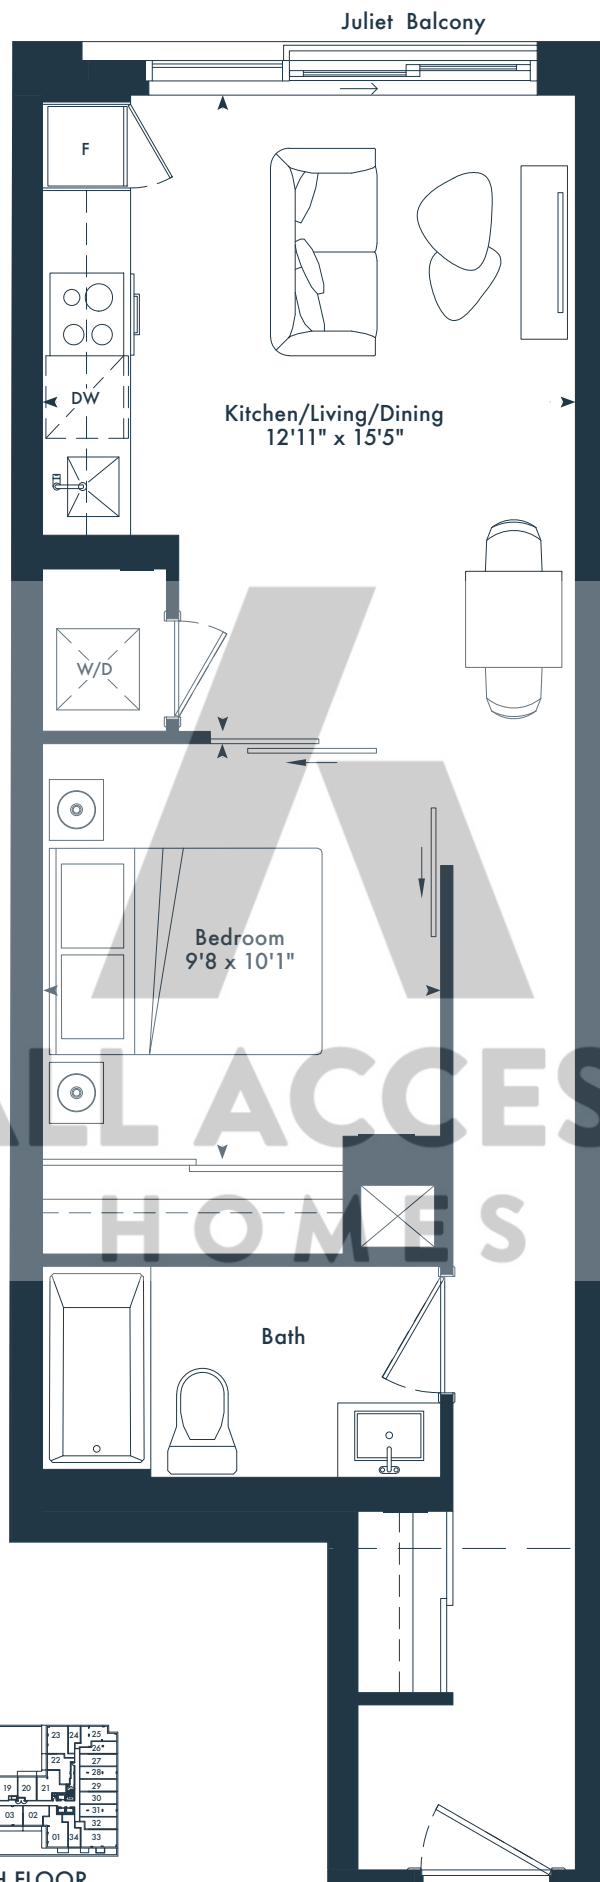 Juliet Balcony
F
DW
Kitchen/Living/Dining
12'11" x 15'5"
W/D
Bedroom
9'8 x 10'1"
ALL ACCES
HOMES
Bath
23 24 25
26
22 27
28
19 20 21 29
30
03 02 31
32
01 34 33
H FLOOR